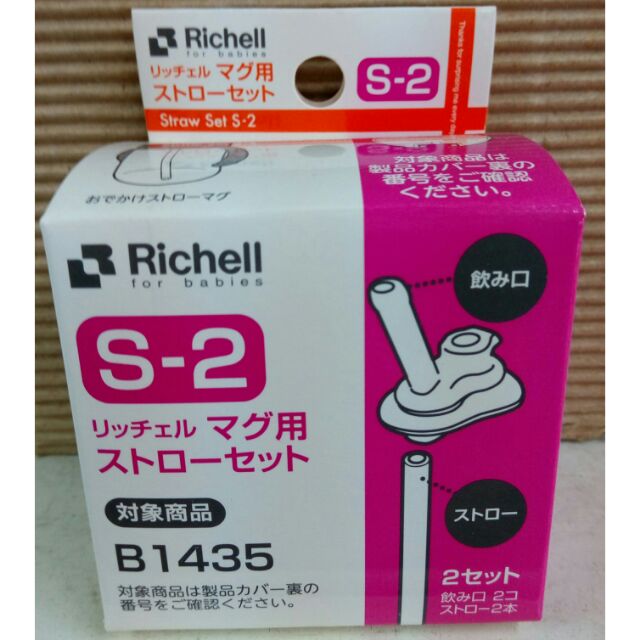 Richell
for babies
リッチェル マグ用
ストローセット
S-2
Straw Set S-2
Thanks for surprising me every day
おでかけストローマグ
対象商品は
製品カバー裏の
番号をご確認
ください。
Richell
for babies
S-2
リッチェル マグ用
ストローセット
対象商品
B1435
対象商品は製品カバー裏の
番号をご確認ください。
飲み口
ストロー
2セット
飲み口 2コ
ストロー2本